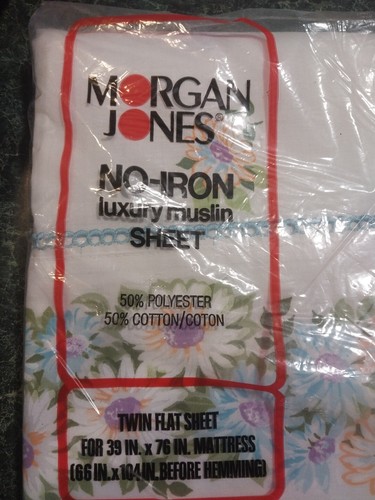 MORGAN
JONES®
NO-IRON
luxury muslin
SHEET
50% POLYESTER
50% COTTON/COTON
TWIN FLAT SHEET
FOR 39 IN. x 76 IN. MATTRESS
(66 IN. x 104 IN. BEFORE HEMMING)